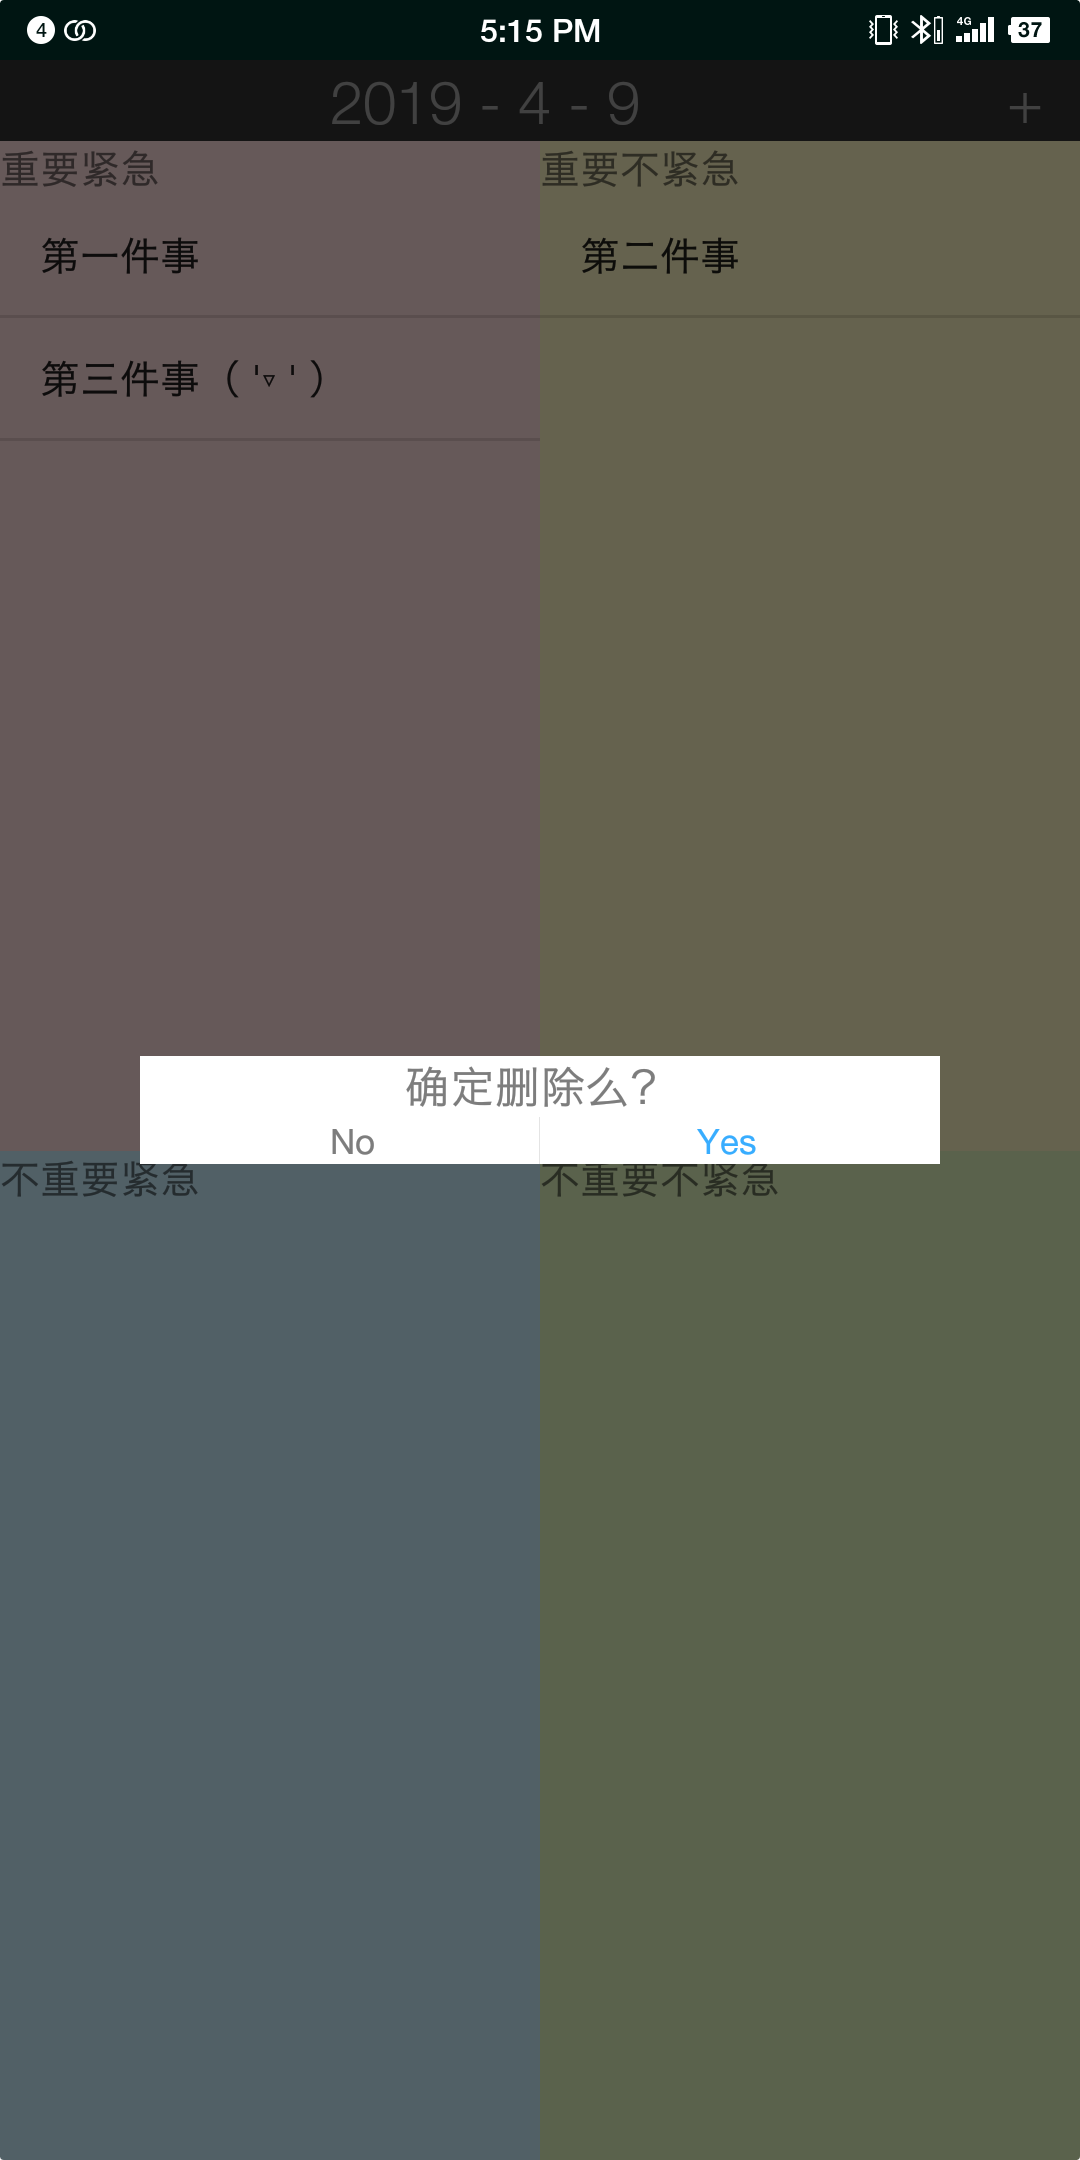 4 5:15 PM 4G 37
2019 - 4 - 9 +
重要紧急
重要不紧急
第一件事
第二件事
第三件事（'▿'）
确定删除么？
No Yes
不重要紧急
不重要不紧急